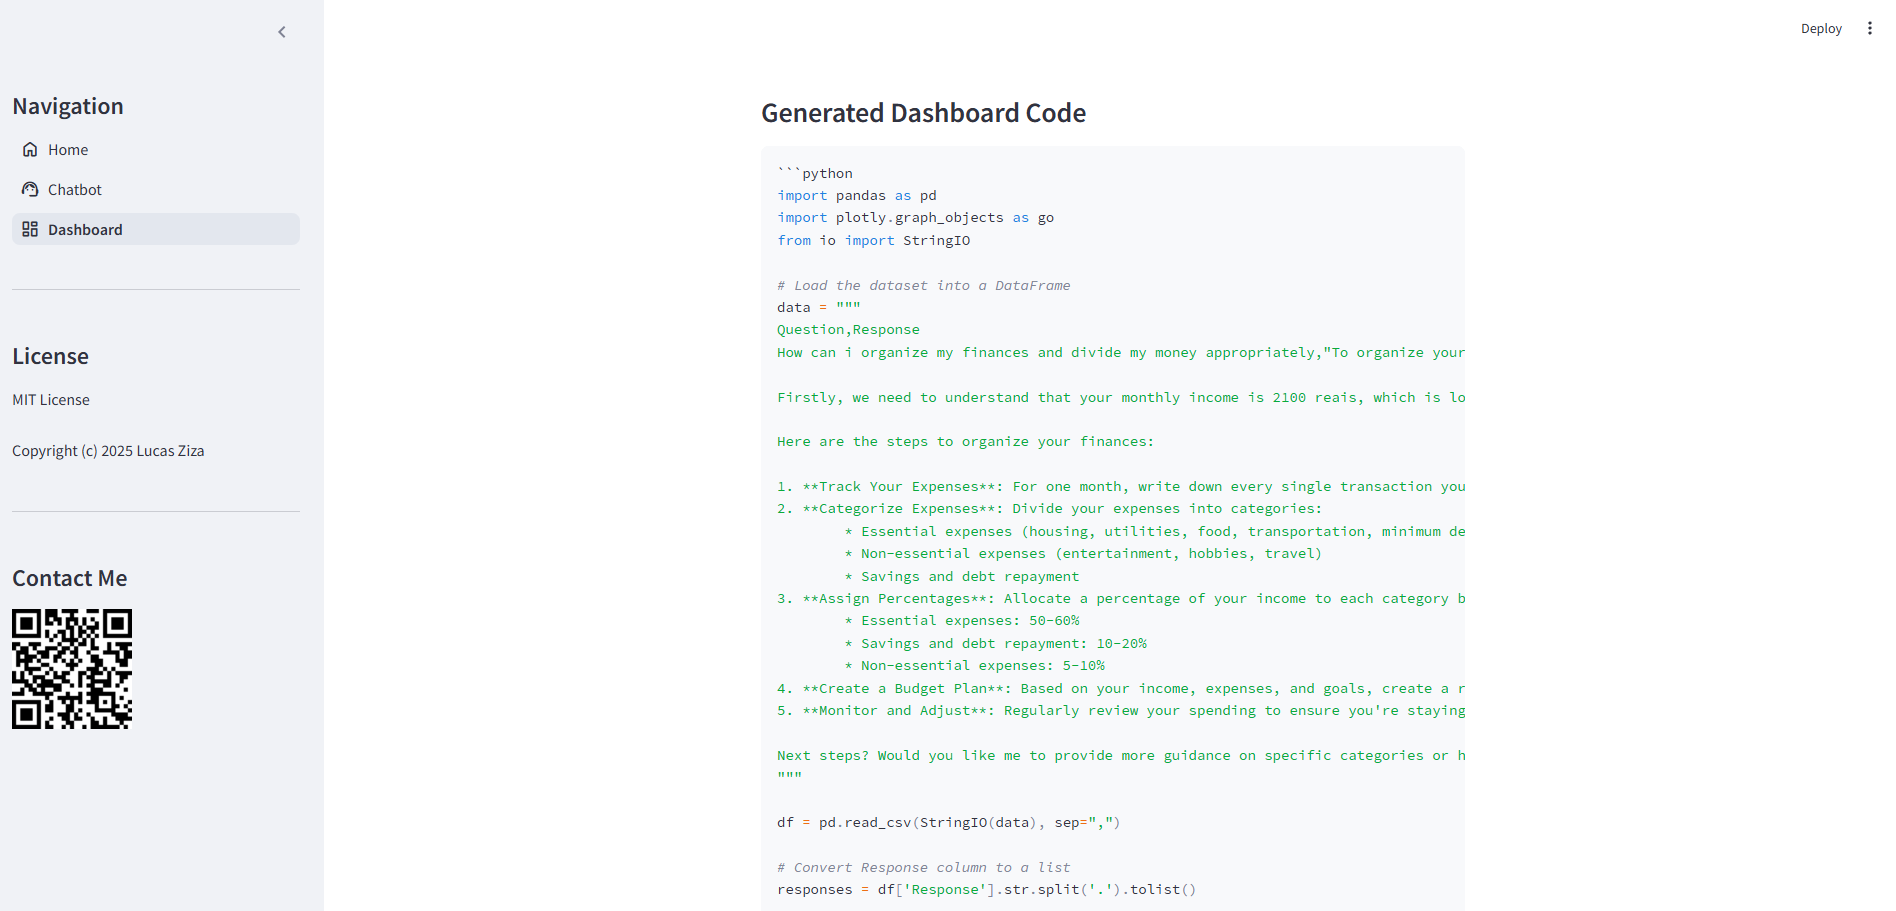 Deploy
Navigation
Home
Chatbot
Dashboard
License
MIT License
Copyright (c) 2025 Lucas Ziza
Contact Me
Generated Dashboard Code
```python
import pandas as pd
import plotly.graph_objects as go
from io import StringIO
# Load the dataset into a DataFrame
data = """
Question,Response
How can i organize my finances and divide my money appropriately,"To organize your
Firstly, we need to understand that your monthly income is 2100 reais, which is lo
Here are the steps to organize your finances:
1. **Track Your Expenses**: For one month, write down every single transaction you
2. **Categorize Expenses**: Divide your expenses into categories:
* Essential expenses (housing, utilities, food, transportation, minimum de
* Non-essential expenses (entertainment, hobbies, travel)
* Savings and debt repayment
3. **Assign Percentages**: Allocate a percentage of your income to each category b
* Essential expenses: 50-60%
* Savings and debt repayment: 10-20%
* Non-essential expenses: 5-10%
4. **Create a Budget Plan**: Based on your income, expenses, and goals, create a r
5. **Monitor and Adjust**: Regularly review your spending to ensure you're staying
Next steps? Would you like me to provide more guidance on specific categories or h
"""
df = pd.read_csv(StringIO(data), sep=",")
# Convert Response column to a list
responses = df['Response'].str.split('.').tolist()